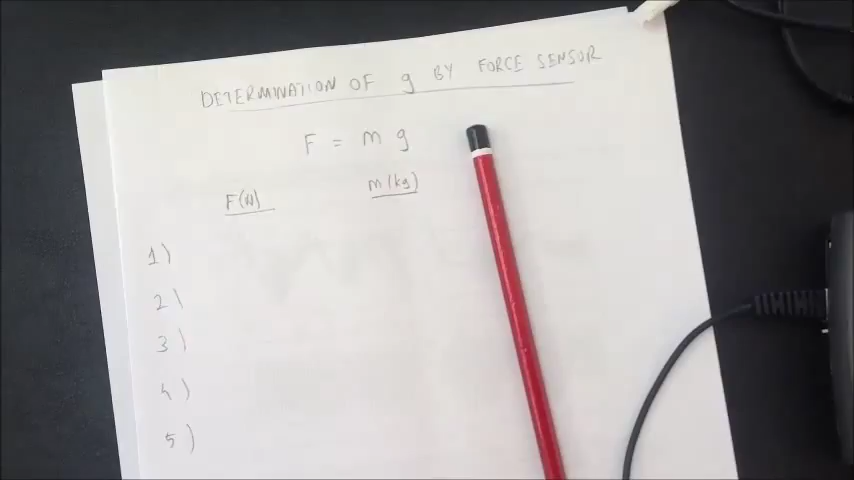 DETERMINATION OF g BY FORCE SENSOR
F = m g
F(N) m(kg)
1)
2)
3)
4)
5)